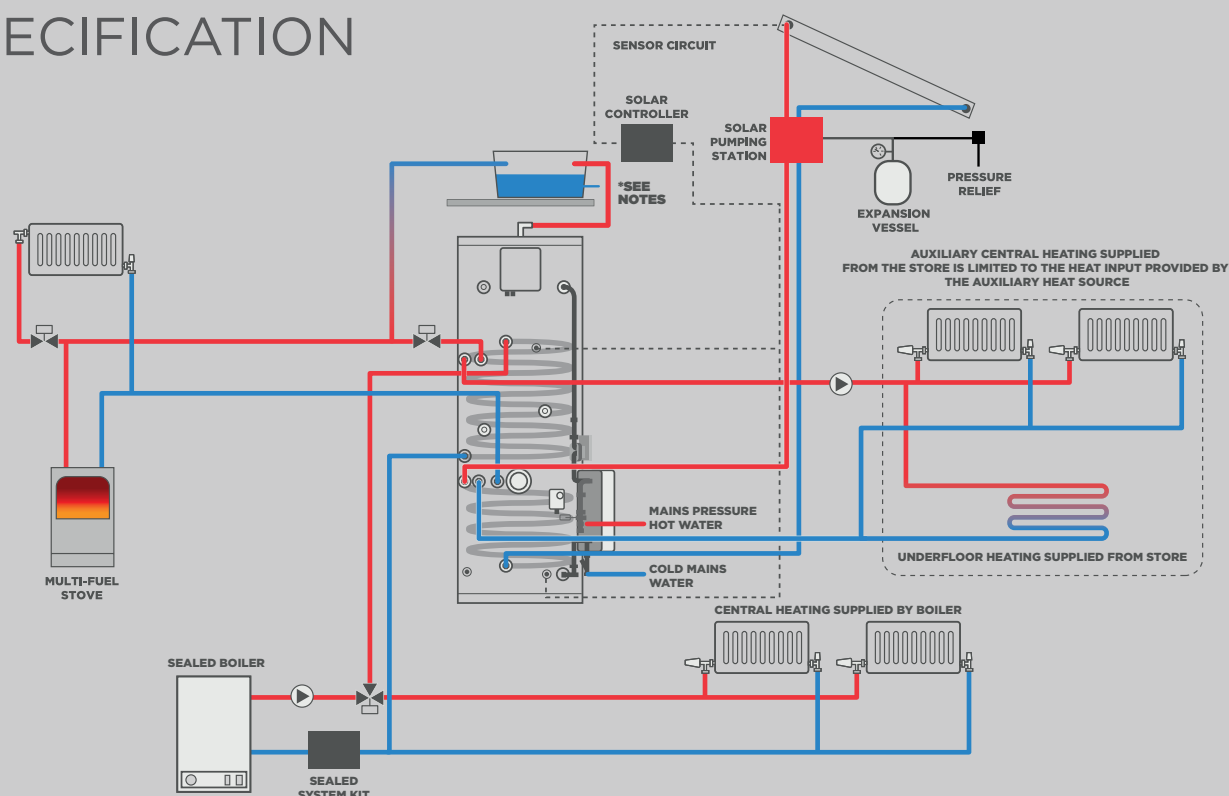 ECIFICATION
SENSOR CIRCUIT
SOLAR
CONTROLLER
SOLAR
PUMPING
STATION
PRESSURE
RELIEF
EXPANSION
VESSEL
*SEE
NOTES
AUXILIARY CENTRAL HEATING SUPPLIED
FROM THE STORE IS LIMITED TO THE HEAT INPUT PROVIDED BY
THE AUXILIARY HEAT SOURCE
MAINS PRESSURE
HOT WATER
UNDERFLOOR HEATING SUPPLIED FROM STORE
COLD MAINS
WATER
MULTI-FUEL
STOVE
CENTRAL HEATING SUPPLIED BY BOILER
SEALED BOILER
SEALED
SYSTEM KIT